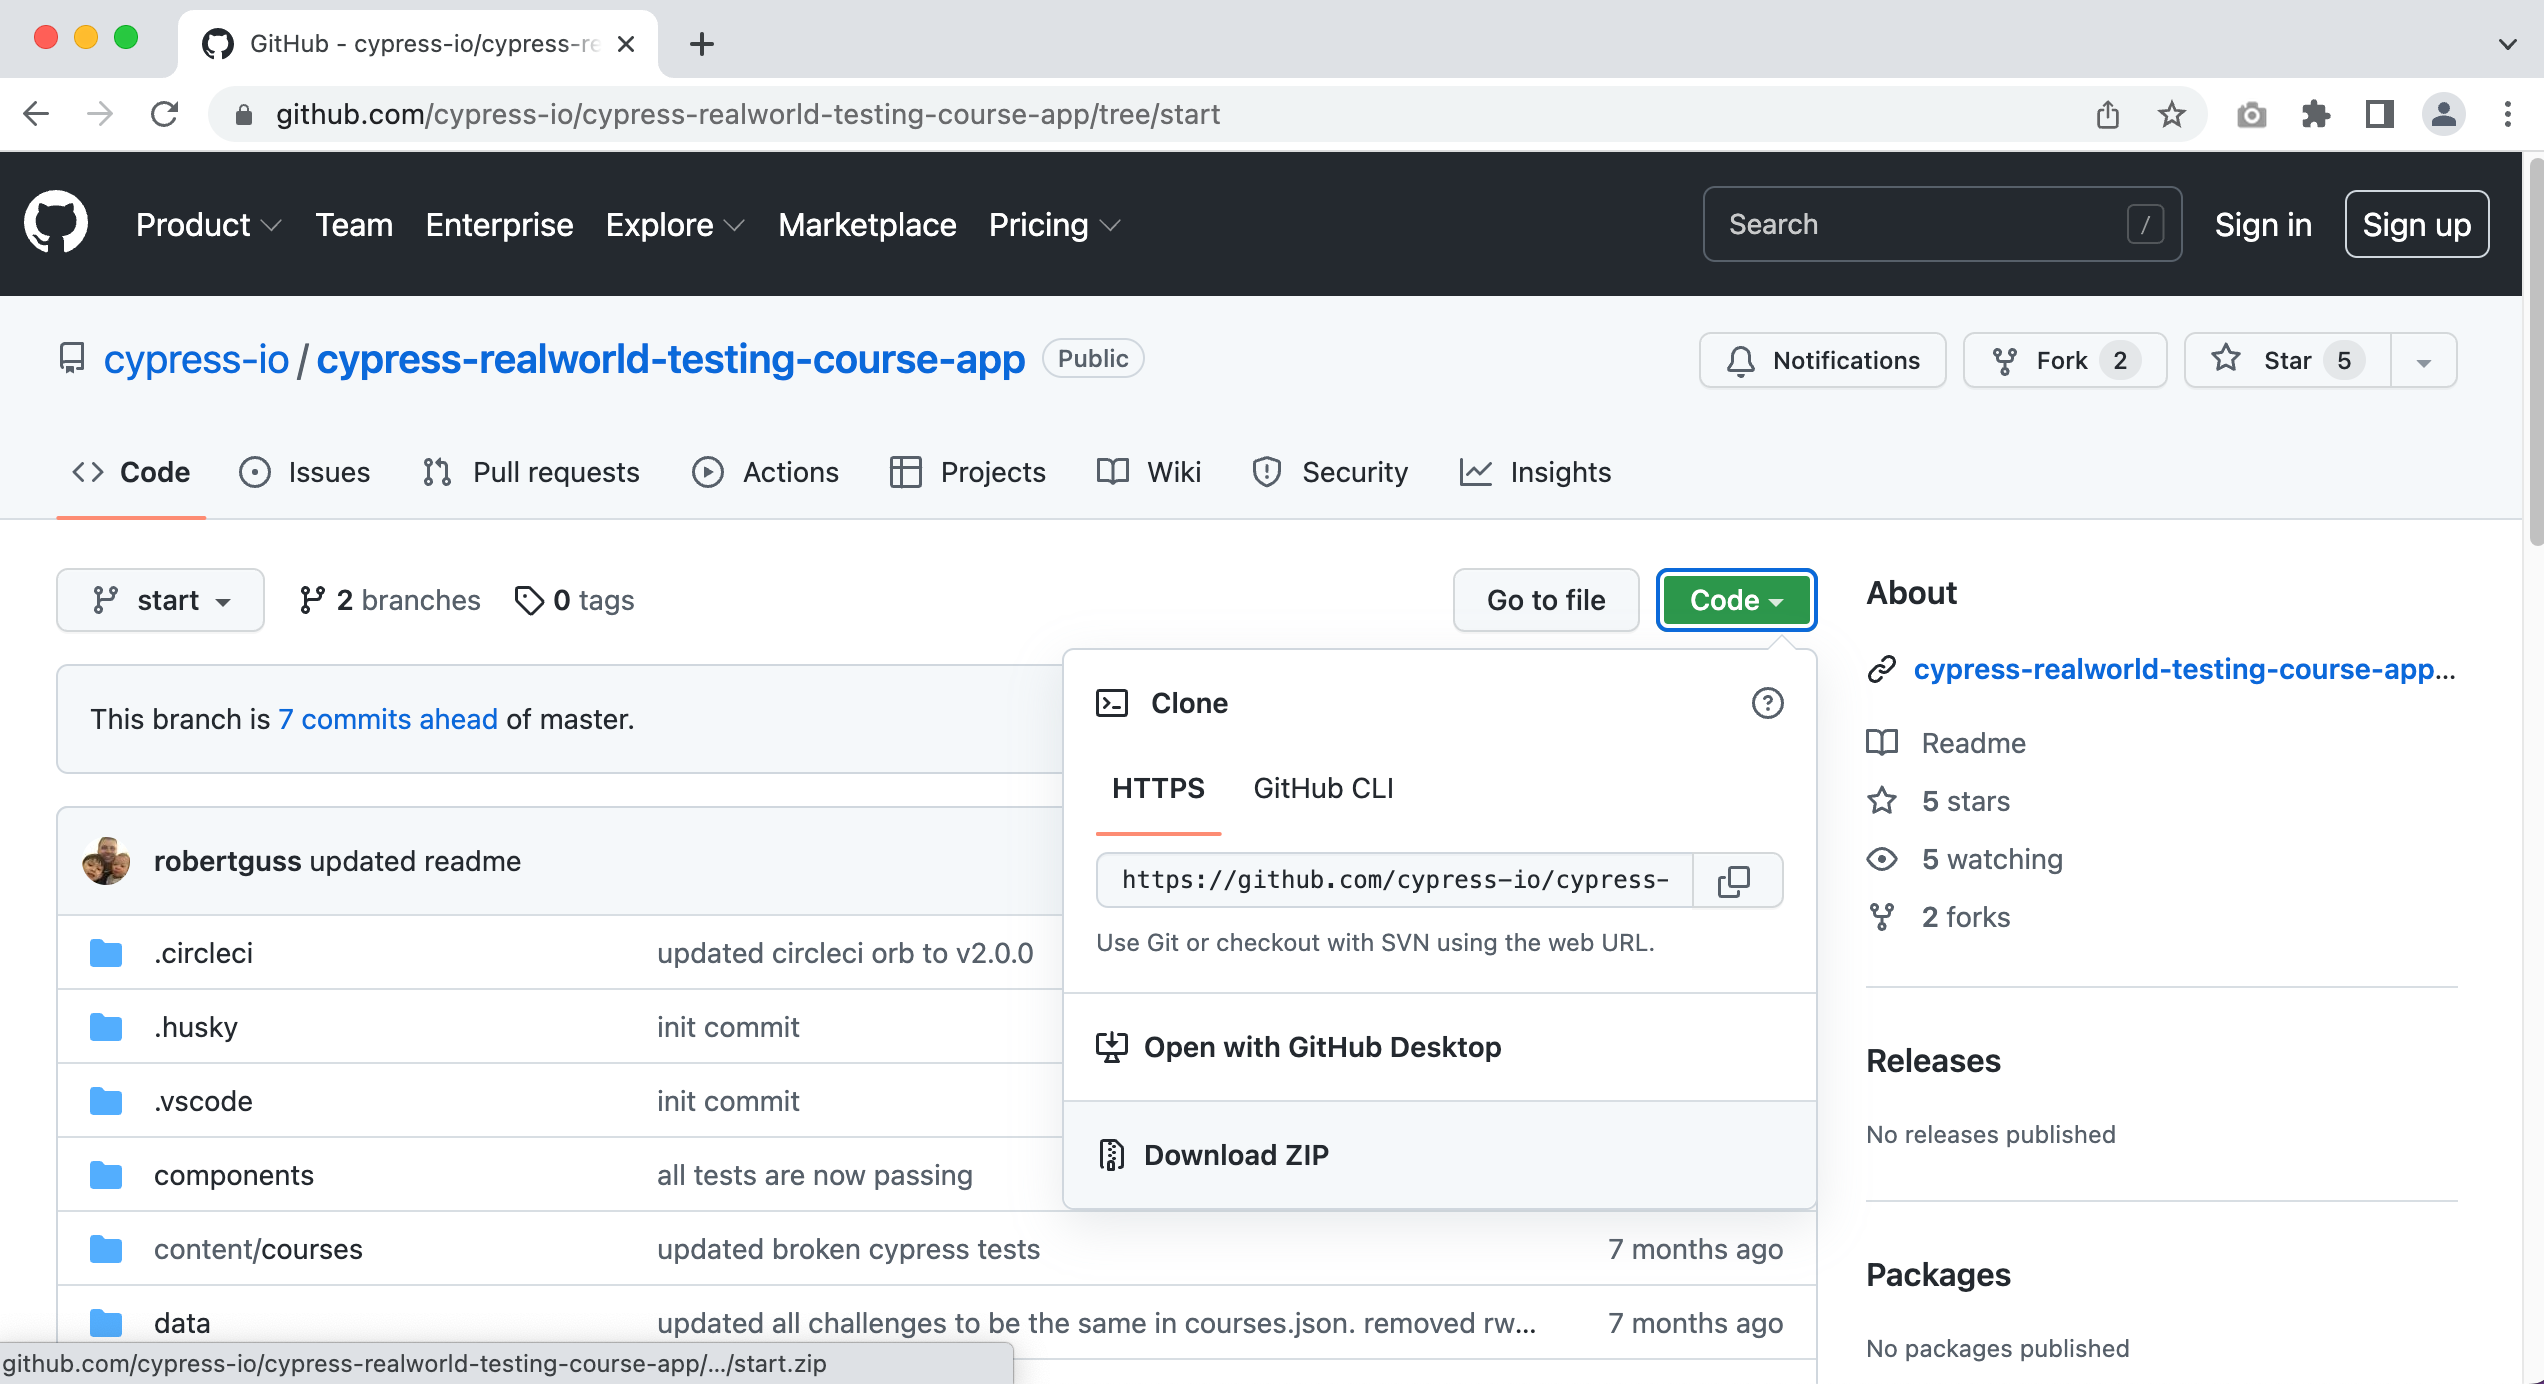 GitHub - cypress-io/cypress-re
github.com/cypress-io/cypress-realworld-testing-course-app/tree/start
Product Team Enterprise Explore Marketplace Pricing Search / Sign in Sign up
cypress-io / cypress-realworld-testing-course-app Public Notifications Fork 2 Star 5
Code Issues Pull requests Actions Projects Wiki Security Insights
start 2 branches 0 tags Go to file Code
This branch is 7 commits ahead of master.
robertguss updated readme
.circleci updated circleci orb to v2.0.0
.husky init commit
.vscode init commit
components all tests are now passing
content/courses updated broken cypress tests 7 months ago
data updated all challenges to be the same in courses.json. removed rw... 7 months ago
Clone
HTTPS GitHub CLI
https://github.com/cypress-io/cypress-
Use Git or checkout with SVN using the web URL.
Open with GitHub Desktop
Download ZIP
About
cypress-realworld-testing-course-app...
Readme
5 stars
5 watching
2 forks
Releases
No releases published
Packages
No packages published
github.com/cypress-io/cypress-realworld-testing-course-app/.../start.zip